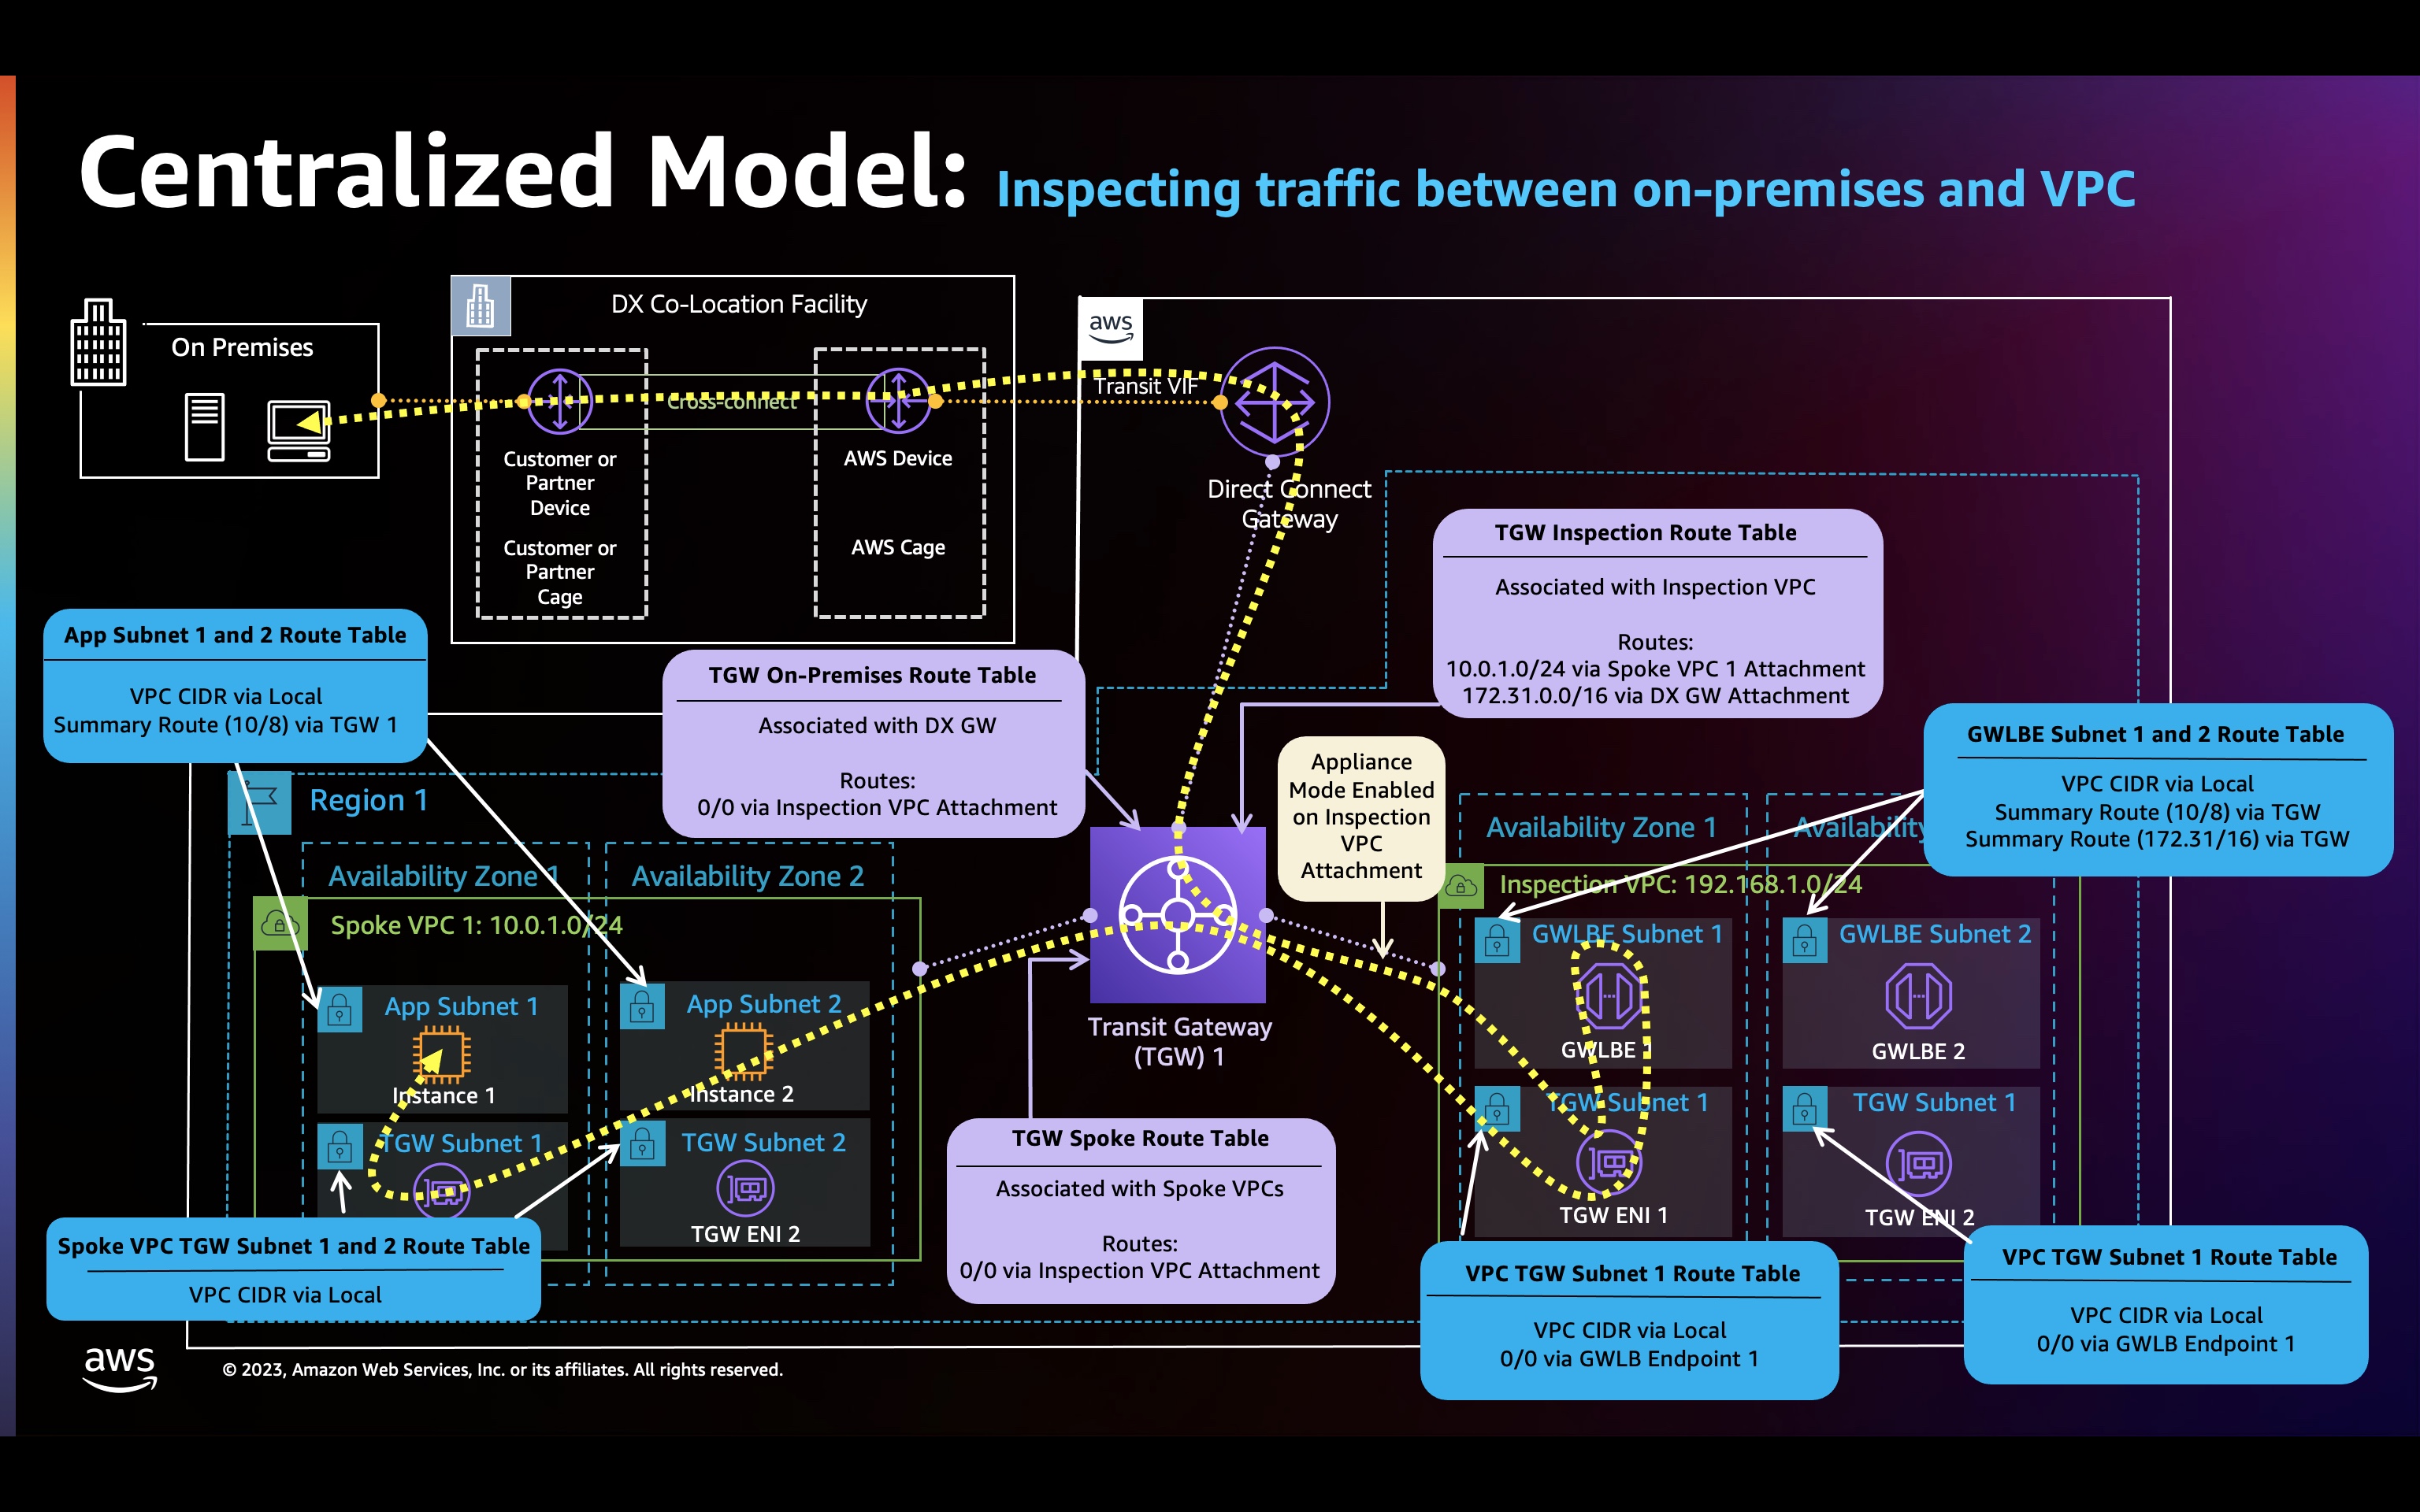 Centralized Model: Inspecting traffic between on-premises and VPC
On Premises
DX Co-Location Facility
Cross-connect
Customer or
Partner
Device
Customer or
Partner
Cage
AWS Device
AWS Cage
aws
Transit VIF
Direct Connect
Gateway
TGW Inspection Route Table
Associated with Inspection VPC
Routes:
10.0.1.0/24 via Spoke VPC 1 Attachment
172.31.0.0/16 via DX GW Attachment
App Subnet 1 and 2 Route Table
VPC CIDR via Local
Summary Route (10/8) via TGW 1
TGW On-Premises Route Table
Associated with DX GW
Routes:
0/0 via Inspection VPC Attachment
Appliance
Mode Enabled
on Inspection
VPC
Attachment
GWLBE Subnet 1 and 2 Route Table
VPC CIDR via Local
Summary Route (10/8) via TGW
Summary Route (172.31/16) via TGW
Region 1
Availability Zone 1
Availability Zone 2
Spoke VPC 1: 10.0.1.0/24
App Subnet 1
Instance 1
App Subnet 2
Instance 2
TGW Subnet 1
TGW Subnet 2
TGW ENI 2
Transit Gateway
(TGW) 1
Availability Zone 1
Availability
Inspection VPC: 192.168.1.0/24
GWLBE Subnet 1
GWLBE 1
GWLBE Subnet 2
GWLBE 2
TGW Subnet 1
TGW ENI 1
TGW Subnet 1
TGW ENI 2
Spoke VPC TGW Subnet 1 and 2 Route Table
VPC CIDR via Local
TGW Spoke Route Table
Associated with Spoke VPCs
Routes:
0/0 via Inspection VPC Attachment
VPC TGW Subnet 1 Route Table
VPC CIDR via Local
0/0 via GWLB Endpoint 1
VPC TGW Subnet 1 Route Table
VPC CIDR via Local
0/0 via GWLB Endpoint 1
aws
© 2023, Amazon Web Services, Inc. or its affiliates. All rights reserved.